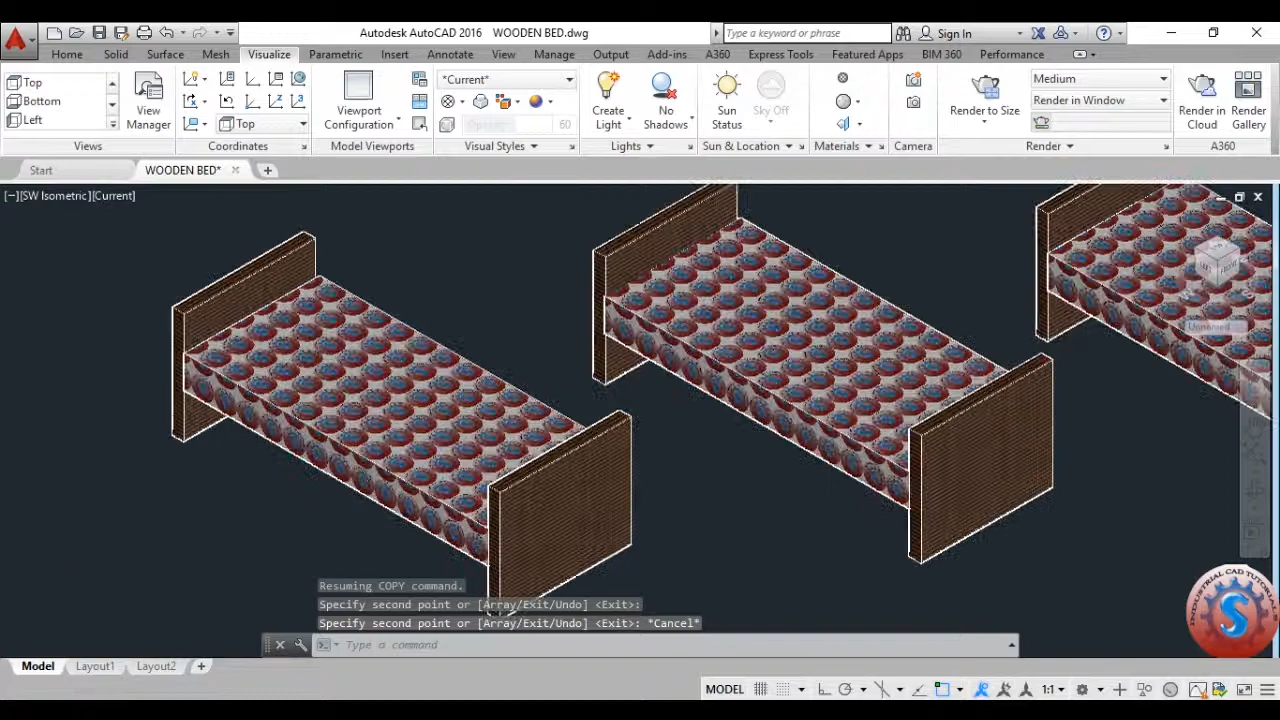 Autodesk AutoCAD 2016 WOODEN BED.dwg
Type a keyword or phrase
Sign In
Home Solid Surface Mesh Visualize Parametric Insert Annotate View Manage Output Add-ins A360 Express Tools Featured Apps BIM 360 Performance
Top
Bottom
Left
View
Manager
Top
Viewport
Configuration
*Current*
60
Create
Light
No
Shadows
Sun
Status
Sky Off
Render to Size
Medium
Render in Window
Render in
Cloud
Render
Gallery
Views Coordinates Model Viewports Visual Styles Lights Sun & Location Materials Camera Render A360
Start WOODEN BED*
[−][SW Isometric][Current]
Unnamed
Resuming COPY command.
Specify second point or [Array/Exit/Undo] <Exit>:
Specify second point or [Array/Exit/Undo] <Exit>: *Cancel*
Type a command
INDUSTRIAL CAD TUTORIALS
S
Model Layout1 Layout2
MODEL 1:1